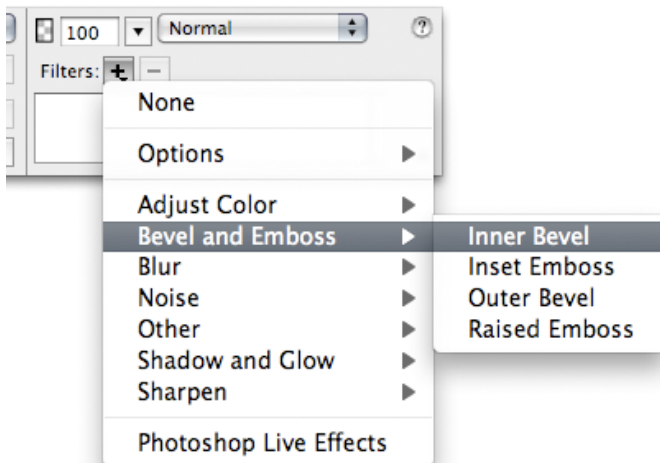 100 Normal ?
Filters: + −
None
Options
Adjust Color
Bevel and Emboss
Inner Bevel
Blur
Inset Emboss
Noise
Outer Bevel
Other
Raised Emboss
Shadow and Glow
Sharpen
Photoshop Live Effects